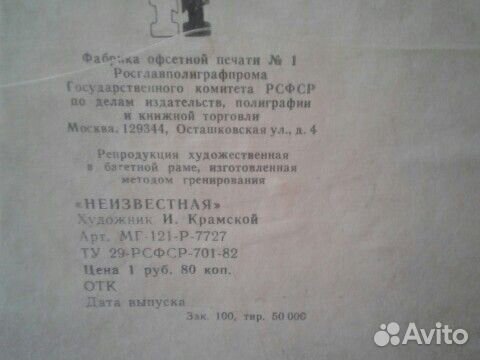 Фабрика офсетной печати № 1
Росглавполиграфпрома
Государственного комитета РСФСР
по делам издательств, полиграфии
и книжной торговли
Москва. 129344, Осташковская ул., д. 4
Репродукция художественная
в багетной раме, изготовленная
методом гренирования
«НЕИЗВЕСТНАЯ»
Художник И. Крамской
Арт. МГ-121-Р-7727
ТУ 29-РСФСР-701-82
Цена 1 руб. 80 коп.
ОТК
Дата выпуска
Зак. 100, тир. 50 000
Avito